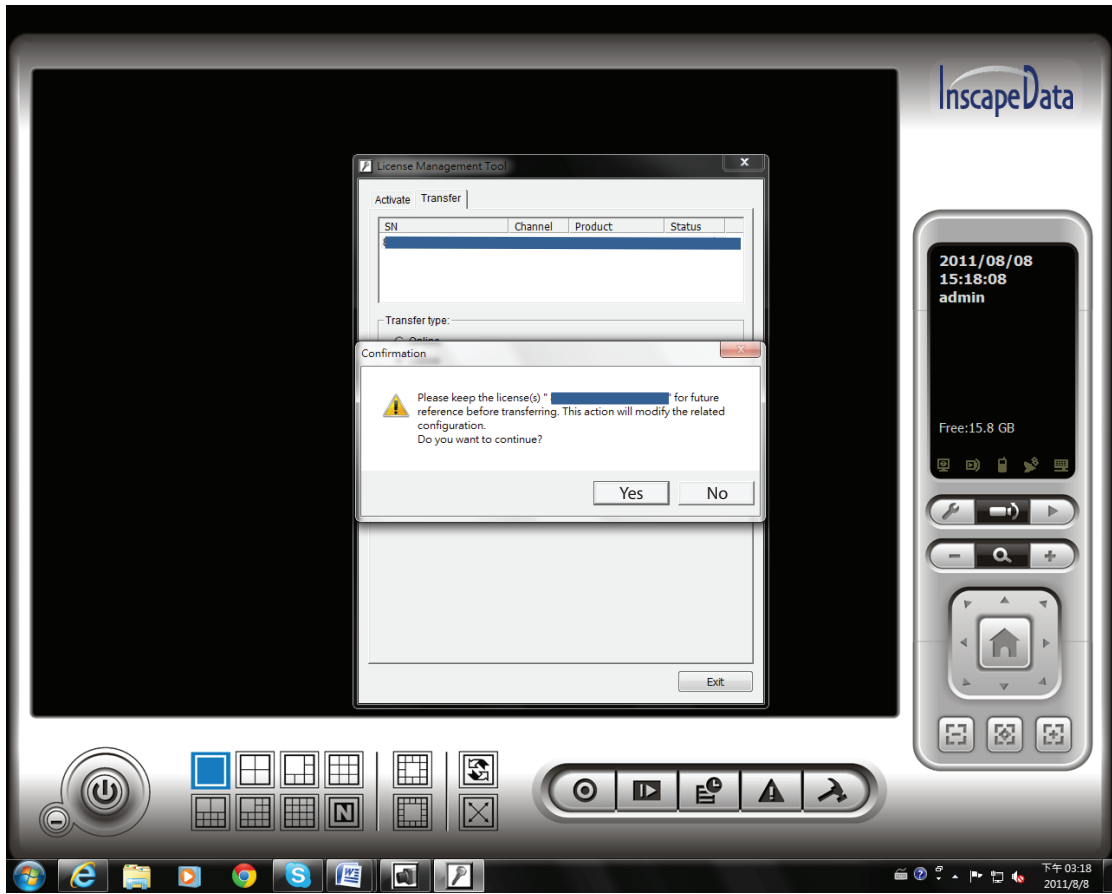 InscapeData
License Management Tool
Activate Transfer
SN Channel Product Status
Transfer type:
Online
Confirmation
Please keep the license(s) " " for future
reference before transferring. This action will modify the related
configuration.
Do you want to continue?
Yes No
Exit
2011/08/08
15:18:08
admin
Free:15.8 GB
N
下午 03:18
2011/8/8